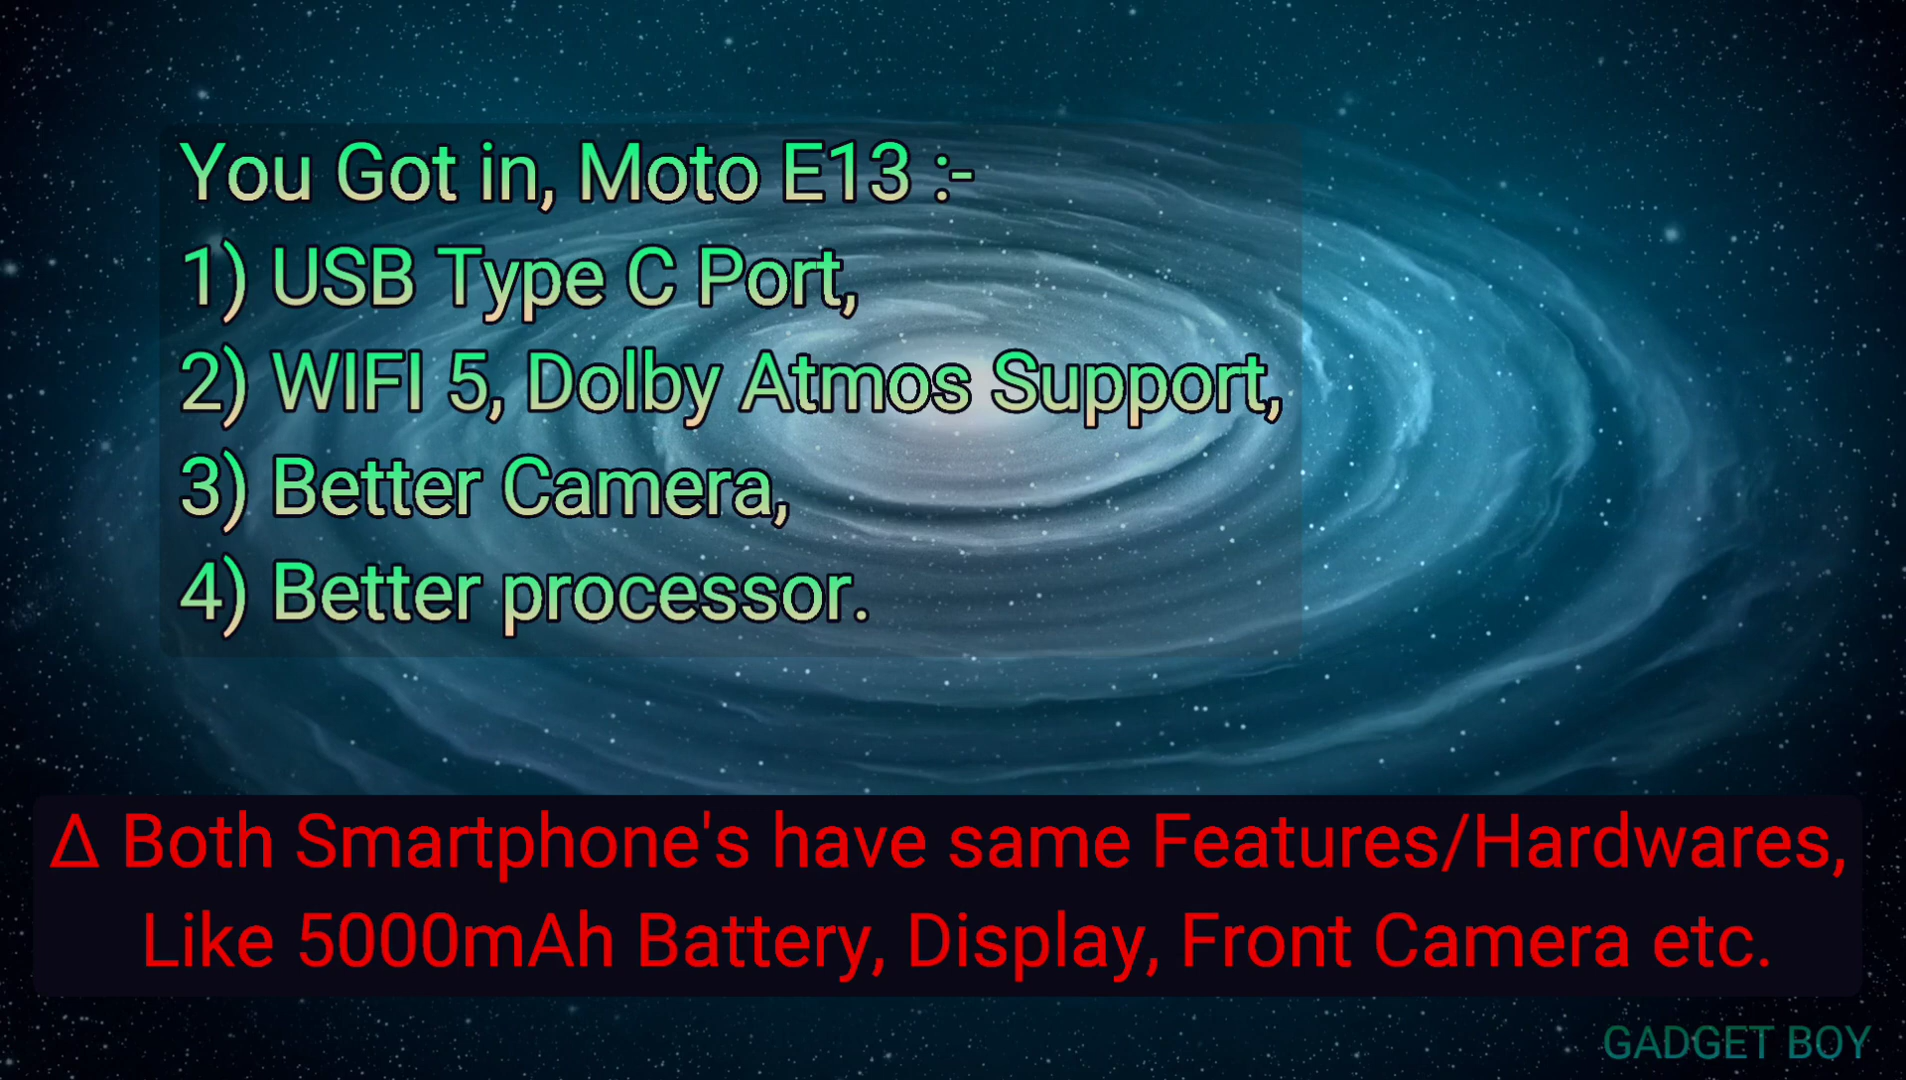 You Got in, Moto E13 :-
1) USB Type C Port,
2) WIFI 5, Dolby Atmos Support,
3) Better Camera,
4) Better processor.
∆ Both Smartphone's have same Features/Hardwares,
Like 5000mAh Battery, Display, Front Camera etc.
GADGET BOY